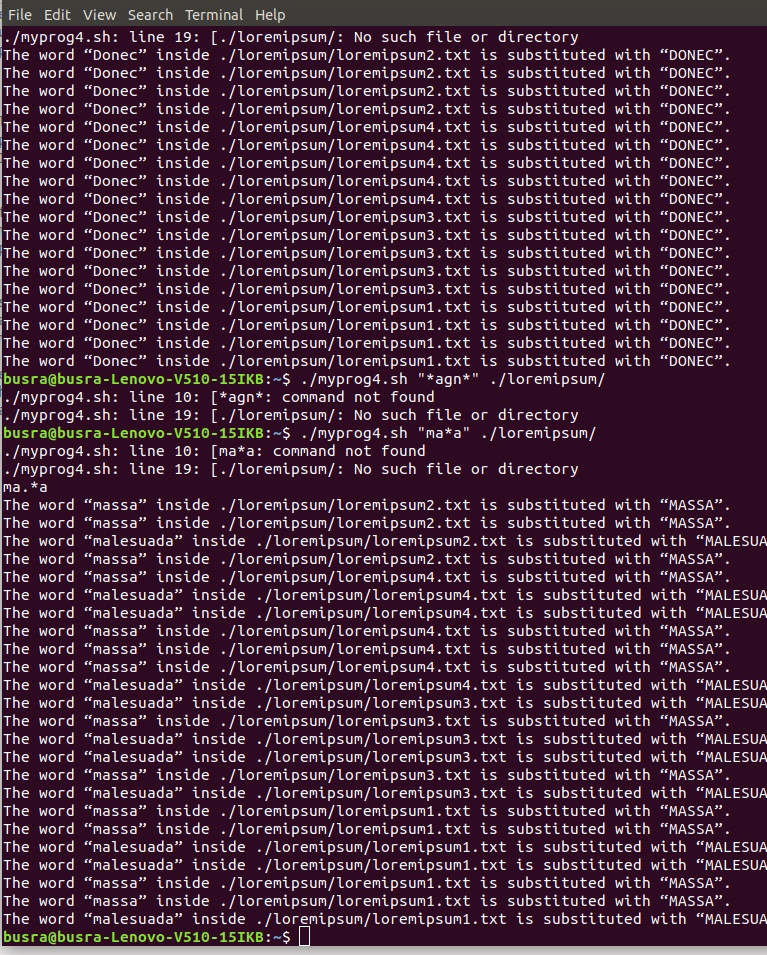 File Edit View Search Terminal Help
./myprog4.sh: line 19: [./loremipsum/: No such file or directory
The word “Donec” inside ./loremipsum/loremipsum2.txt is substituted with “DONEC”.
The word “Donec” inside ./loremipsum/loremipsum2.txt is substituted with “DONEC”.
The word “Donec” inside ./loremipsum/loremipsum2.txt is substituted with “DONEC”.
The word “Donec” inside ./loremipsum/loremipsum2.txt is substituted with “DONEC”.
The word “Donec” inside ./loremipsum/loremipsum4.txt is substituted with “DONEC”.
The word “Donec” inside ./loremipsum/loremipsum4.txt is substituted with “DONEC”.
The word “Donec” inside ./loremipsum/loremipsum4.txt is substituted with “DONEC”.
The word “Donec” inside ./loremipsum/loremipsum4.txt is substituted with “DONEC”.
The word “Donec” inside ./loremipsum/loremipsum4.txt is substituted with “DONEC”.
The word “Donec” inside ./loremipsum/loremipsum3.txt is substituted with “DONEC”.
The word “Donec” inside ./loremipsum/loremipsum3.txt is substituted with “DONEC”.
The word “Donec” inside ./loremipsum/loremipsum3.txt is substituted with “DONEC”.
The word “Donec” inside ./loremipsum/loremipsum3.txt is substituted with “DONEC”.
The word “Donec” inside ./loremipsum/loremipsum3.txt is substituted with “DONEC”.
The word “Donec” inside ./loremipsum/loremipsum1.txt is substituted with “DONEC”.
The word “Donec” inside ./loremipsum/loremipsum1.txt is substituted with “DONEC”.
The word “Donec” inside ./loremipsum/loremipsum1.txt is substituted with “DONEC”.
The word “Donec” inside ./loremipsum/loremipsum1.txt is substituted with “DONEC”.
busra@busra-Lenovo-V510-15IKB:~$ ./myprog4.sh "*agn*" ./loremipsum/
./myprog4.sh: line 10: [*agn*: command not found
./myprog4.sh: line 19: [./loremipsum/: No such file or directory
busra@busra-Lenovo-V510-15IKB:~$ ./myprog4.sh "ma*a" ./loremipsum/
./myprog4.sh: line 10: [ma*a: command not found
./myprog4.sh: line 19: [./loremipsum/: No such file or directory
ma.*a
The word “massa” inside ./loremipsum/loremipsum2.txt is substituted with “MASSA”.
The word “massa” inside ./loremipsum/loremipsum2.txt is substituted with “MASSA”.
The word “malesuada” inside ./loremipsum/loremipsum2.txt is substituted with “MALESUA
The word “massa” inside ./loremipsum/loremipsum2.txt is substituted with “MASSA”.
The word “massa” inside ./loremipsum/loremipsum4.txt is substituted with “MASSA”.
The word “malesuada” inside ./loremipsum/loremipsum4.txt is substituted with “MALESUA
The word “malesuada” inside ./loremipsum/loremipsum4.txt is substituted with “MALESUA
The word “massa” inside ./loremipsum/loremipsum4.txt is substituted with “MASSA”.
The word “massa” inside ./loremipsum/loremipsum4.txt is substituted with “MASSA”.
The word “massa” inside ./loremipsum/loremipsum4.txt is substituted with “MASSA”.
The word “malesuada” inside ./loremipsum/loremipsum4.txt is substituted with “MALESUA
The word “malesuada” inside ./loremipsum/loremipsum3.txt is substituted with “MALESUA
The word “massa” inside ./loremipsum/loremipsum3.txt is substituted with “MASSA”.
The word “malesuada” inside ./loremipsum/loremipsum3.txt is substituted with “MALESUA
The word “malesuada” inside ./loremipsum/loremipsum3.txt is substituted with “MALESUA
The word “massa” inside ./loremipsum/loremipsum3.txt is substituted with “MASSA”.
The word “malesuada” inside ./loremipsum/loremipsum3.txt is substituted with “MALESUA
The word “massa” inside ./loremipsum/loremipsum1.txt is substituted with “MASSA”.
The word “massa” inside ./loremipsum/loremipsum1.txt is substituted with “MASSA”.
The word “malesuada” inside ./loremipsum/loremipsum1.txt is substituted with “MALESUA
The word “malesuada” inside ./loremipsum/loremipsum1.txt is substituted with “MALESUA
The word “massa” inside ./loremipsum/loremipsum1.txt is substituted with “MASSA”.
The word “massa” inside ./loremipsum/loremipsum1.txt is substituted with “MASSA”.
The word “malesuada” inside ./loremipsum/loremipsum1.txt is substituted with “MALESUA
busra@busra-Lenovo-V510-15IKB:~$